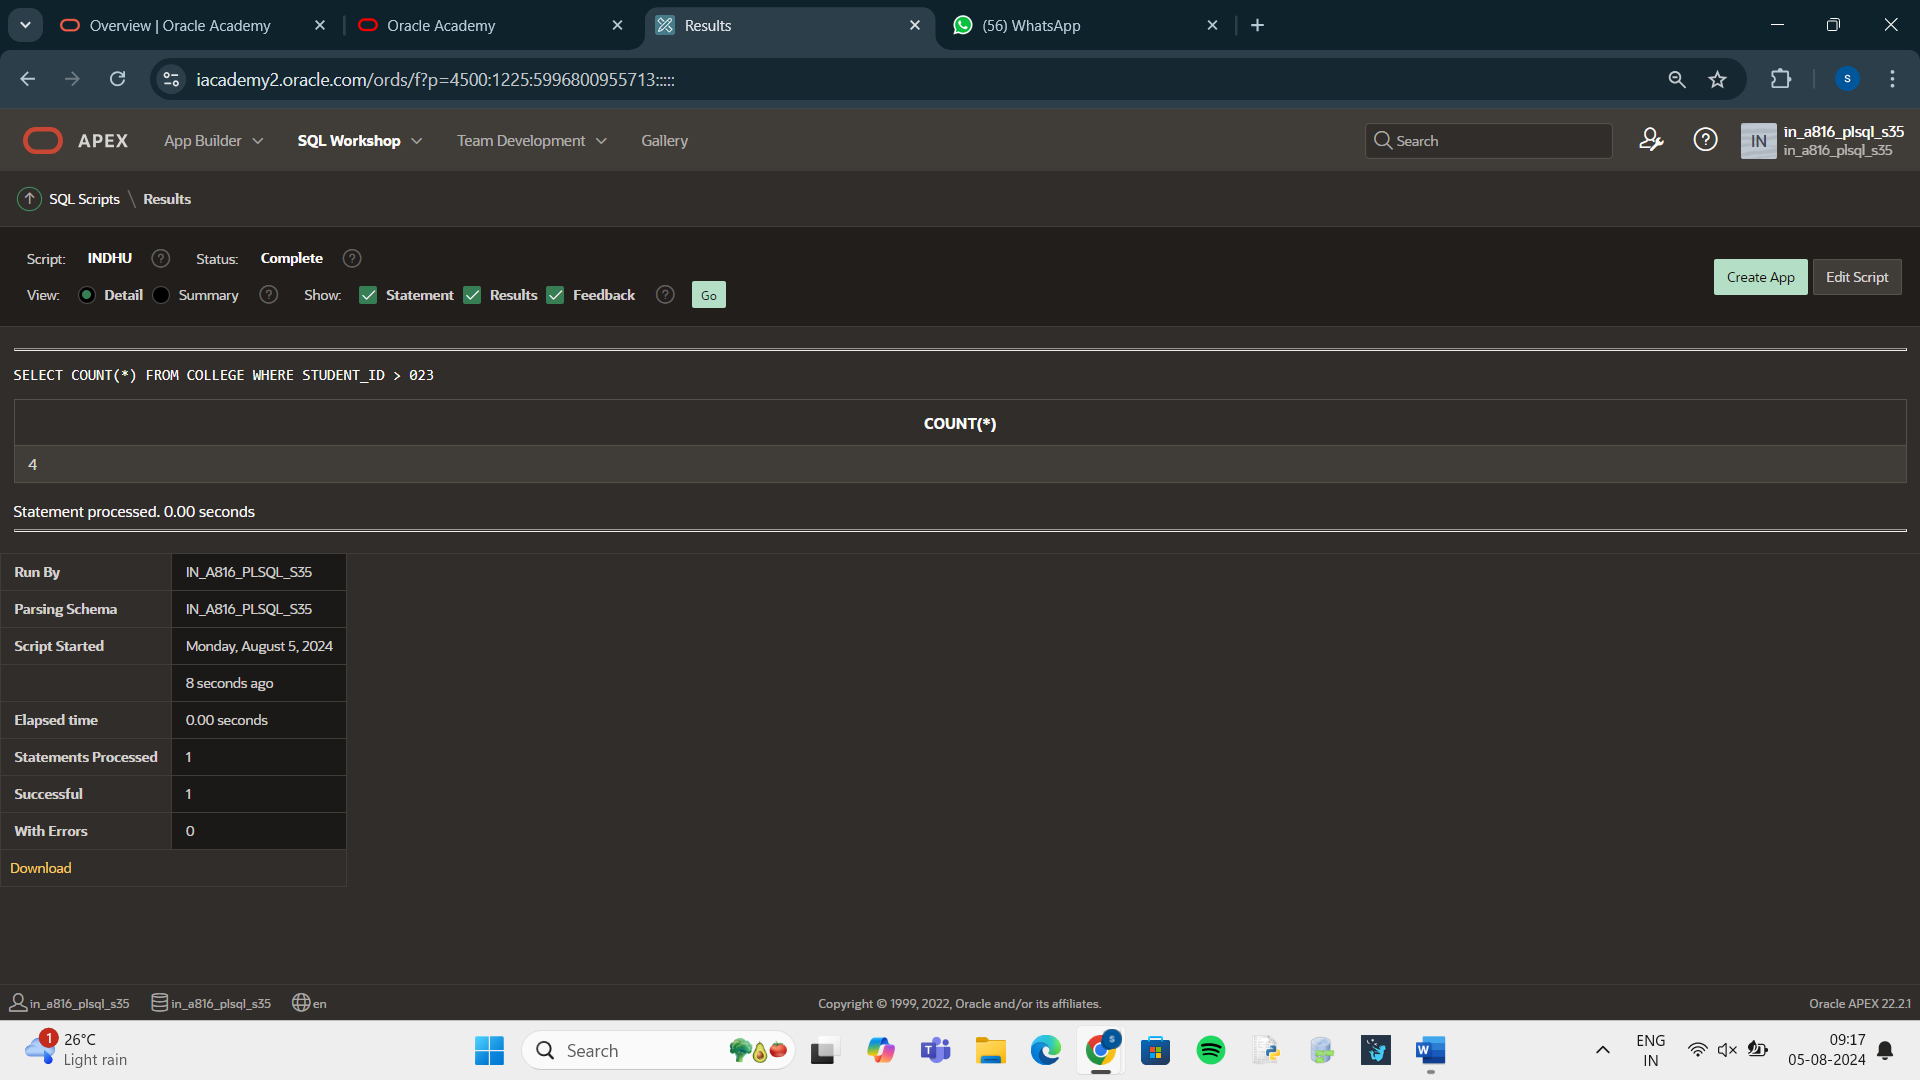 Overview | Oracle Academy
Oracle Academy
Results
(56) WhatsApp
iacademy2.oracle.com/ords/f?p=4500:1225:5996800955713:::::
S
APEX
App Builder
SQL Workshop
Team Development
Gallery
Search
IN
in_a816_plsql_s35
in_a816_plsql_s35
SQL Scripts \ Results
Script: INDHU Status: Complete
View: Detail Summary Show: Statement Results Feedback Go
Create App
Edit Script
SELECT COUNT(*) FROM COLLEGE WHERE STUDENT_ID > 023
COUNT(*)
4
Statement processed. 0.00 seconds
Run By IN_A816_PLSQL_S35
Parsing Schema IN_A816_PLSQL_S35
Script Started Monday, August 5, 2024
8 seconds ago
Elapsed time 0.00 seconds
Statements Processed 1
Successful 1
With Errors 0
Download
in_a816_plsql_s35 in_a816_plsql_s35 en
Copyright © 1999, 2022, Oracle and/or its affiliates.
Oracle APEX 22.2.1
1
26°C
Light rain
Search
S
ENG
IN
09:17
05-08-2024